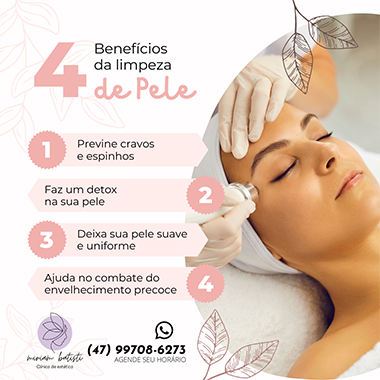 4 Benefícios
da limpeza
de Pele
1 Previne cravos
e espinhos
Faz um detox
na sua pele 2
3 Deixa sua pele suave
e uniforme
Ajuda no combate do
envelhecimento precoce 4
miriam batisti
Clínica de estética
(47) 99708-6273
AGENDE SEU HORÁRIO